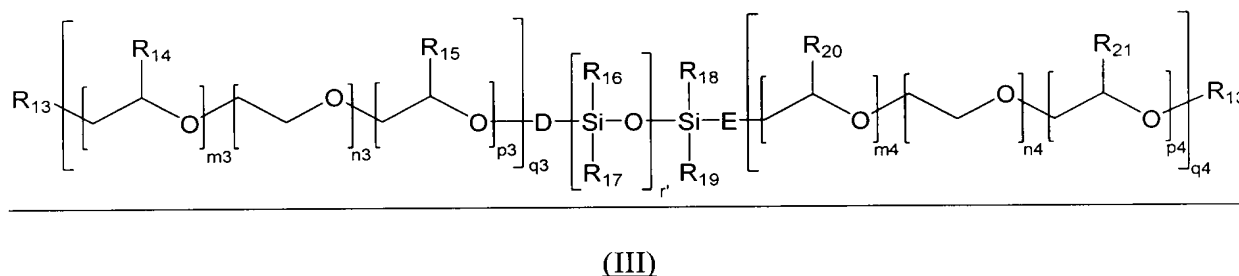 R14 R15 R16 R18 R20 R21
R13 O O O D Si O Si E O O O R13
m3 n3 p3 q3 R17 r' R19 m4 n4 p4 q4
(III)